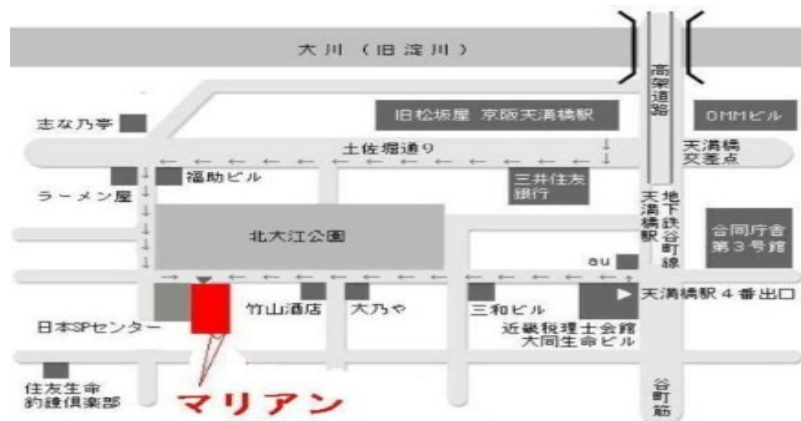 大川（旧淀川）
高架道路
志な乃亭
旧松坂屋 京阪天満橋駅
OMMビル
土佐堀通り
天満橋
交差点
ラーメン屋
福助ビル
三井住友
銀行
地下鉄谷町線
天満橋駅
合同庁舎
第3号館
北大江公園
au
天満橋駅4番出口
日本SPセンター
竹山酒店
大乃や
三和ビル
近畿税理士会館
大同生命ビル
住友生命
釣鐘倶楽部
マリアン
谷町筋